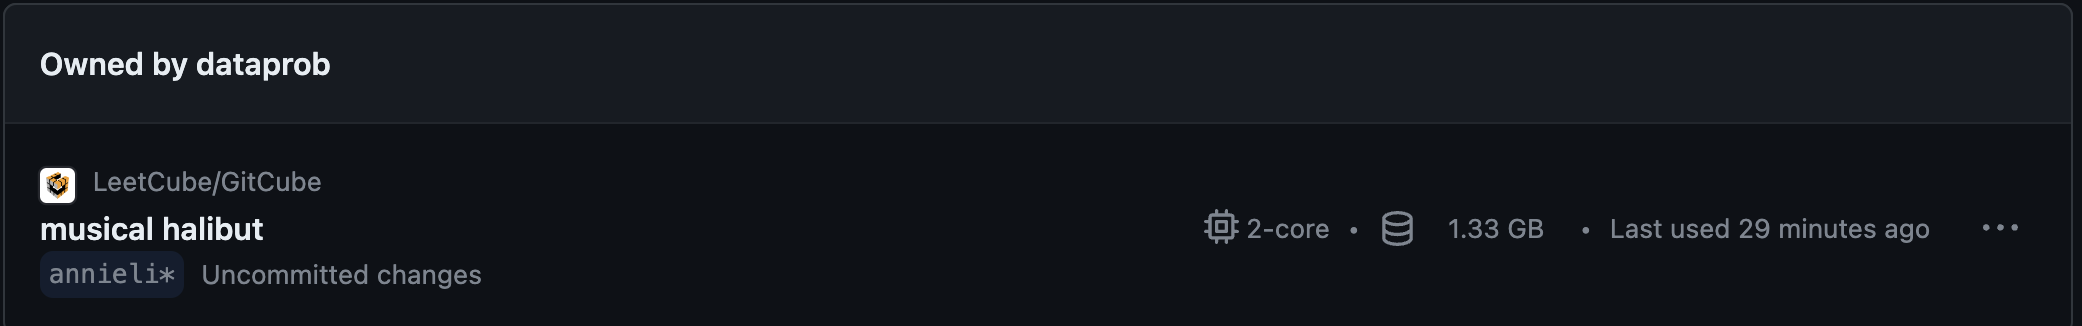 Owned by dataprob
LeetCube/GitCube
musical halibut
2-core • 1.33 GB • Last used 29 minutes ago ...
annieli* Uncommitted changes